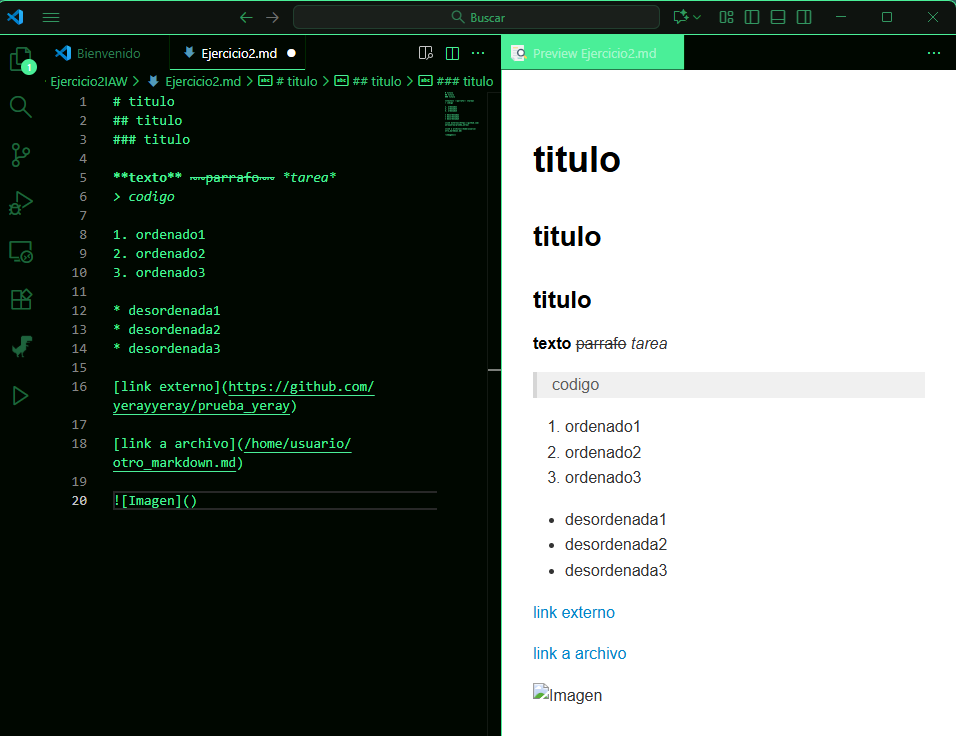 Buscar
Bienvenido
Ejercicio2.md
Preview Ejercicio2.md
Ejercicio2IAW > Ejercicio2.md > # titulo > ## titulo > ### titulo
1 # titulo
2 ## titulo
3 ### titulo
4
5 **texto** ~~parrafo~~ *tarea*
6 > codigo
7
8 1. ordenado1
9 2. ordenado2
10 3. ordenado3
11
12 * desordenada1
13 * desordenada2
14 * desordenada3
15
16 [link externo](https://github.com/
yerayyeray/prueba_yeray)
17
18 [link a archivo](/home/usuario/
otro_markdown.md)
19
20 ![Imagen]()
1
titulo
titulo
titulo
texto parrafo tarea
codigo
1. ordenado1
2. ordenado2
3. ordenado3
• desordenada1
• desordenada2
• desordenada3
link externo
link a archivo
Imagen